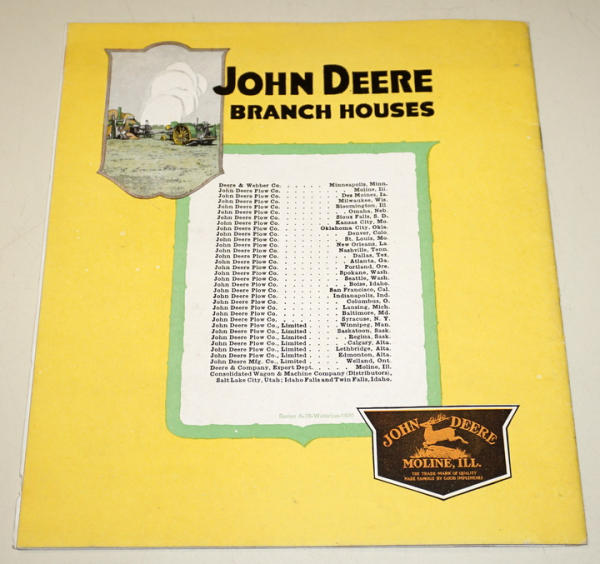 JOHN DEERE
BRANCH HOUSES
Deere & Webber Co. . . . . . . Minneapolis, Minn.
John Deere Plow Co. . . . . . . Moline, Ill.
John Deere Plow Co. . . . . . . Des Moines, Ia.
John Deere Plow Co. . . . . . . Milwaukee, Wis.
John Deere Plow Co. . . . . . . Bloomington, Ill.
John Deere Plow Co. . . . . . . Omaha, Neb.
John Deere Plow Co. . . . . . . Sioux Falls, S. D.
John Deere Plow Co. . . . . . . Kansas City, Mo.
John Deere Plow Co. . . . . . . Oklahoma City, Okla.
John Deere Plow Co. . . . . . . Denver, Colo.
John Deere Plow Co. . . . . . . St. Louis, Mo.
John Deere Plow Co. . . . . . . New Orleans, La.
John Deere Plow Co. . . . . . . Nashville, Tenn.
John Deere Plow Co. . . . . . . Dallas, Tex.
John Deere Plow Co. . . . . . . Atlanta, Ga.
John Deere Plow Co. . . . . . . Portland, Ore.
John Deere Plow Co. . . . . . . Spokane, Wash.
John Deere Plow Co. . . . . . . Seattle, Wash.
John Deere Plow Co. . . . . . . Boise, Idaho.
John Deere Plow Co. . . . . . . San Francisco, Cal.
John Deere Plow Co. . . . . . . Indianapolis, Ind.
John Deere Plow Co. . . . . . . Columbus, O.
John Deere Plow Co. . . . . . . Lansing, Mich.
John Deere Plow Co. . . . . . . Baltimore, Md.
John Deere Plow Co. . . . . . . Syracuse, N. Y.
John Deere Plow Co., Limited . . . . Winnipeg, Man.
John Deere Plow Co., Limited . . . . Saskatoon, Sask.
John Deere Plow Co., Limited . . . . Regina, Sask.
John Deere Plow Co., Limited . . . . Calgary, Alta.
John Deere Plow Co., Limited . . . . Lethbridge, Alta.
John Deere Plow Co., Limited . . . . Edmonton, Alta.
John Deere Mfg. Co., Limited . . . . Welland, Ont.
Deere & Company, Export Dept. . . . . Moline, Ill.
Consolidated Wagon & Machine Company (Distributors),
Salt Lake City, Utah; Idaho Falls and Twin Falls, Idaho.
JOHN DEERE
MOLINE, ILL.
THE TRADE MARK OF QUALITY
MADE FAMOUS BY GOOD IMPLEMENTS